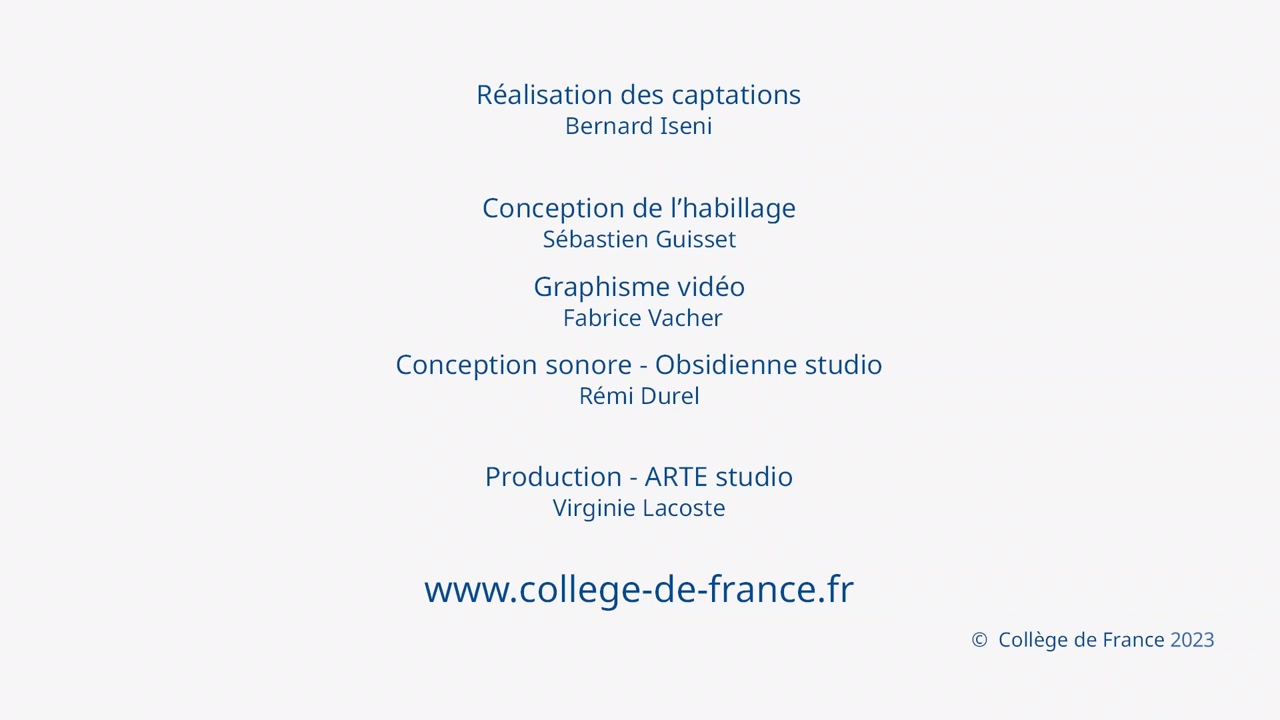 Réalisation des captations
Bernard Iseni
Conception de l’habillage
Sébastien Guisset
Graphisme vidéo
Fabrice Vacher
Conception sonore - Obsidienne studio
Rémi Durel
Production - ARTE studio
Virginie Lacoste
www.college-de-france.fr
© Collège de France 2023